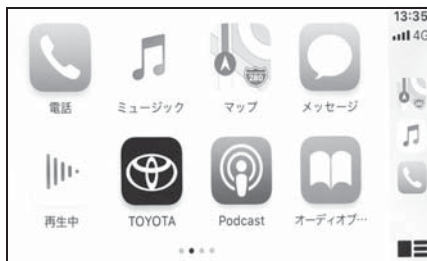 13:35
4G
電話
ミュージック
マップ
メッセージ
280
再生中
TOYOTA
Podcast
オーディオブ…